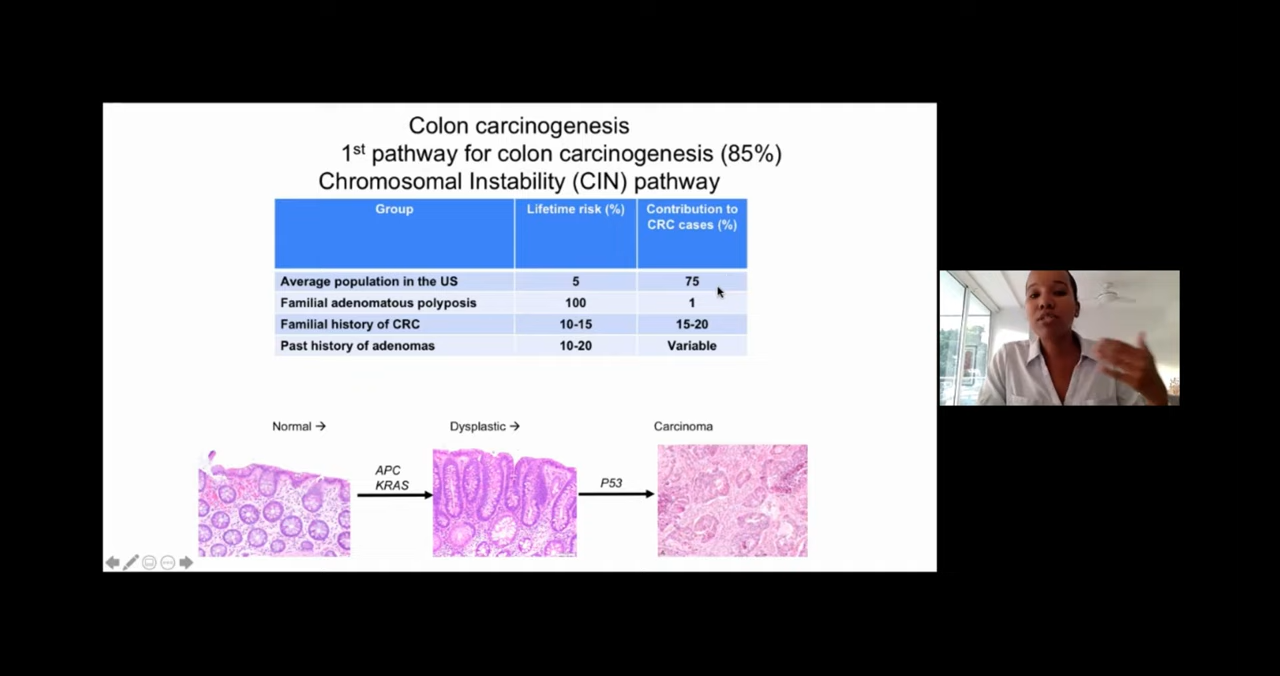 Colon carcinogenesis
1st pathway for colon carcinogenesis (85%)
Chromosomal Instability (CIN) pathway
Group Lifetime risk (%) Contribution to CRC cases (%)
Average population in the US 5 75
Familial adenomatous polyposis 100 1
Familial history of CRC 10-15 15-20
Past history of adenomas 10-20 Variable
Normal → Dysplastic → Carcinoma
APC
KRAS
P53